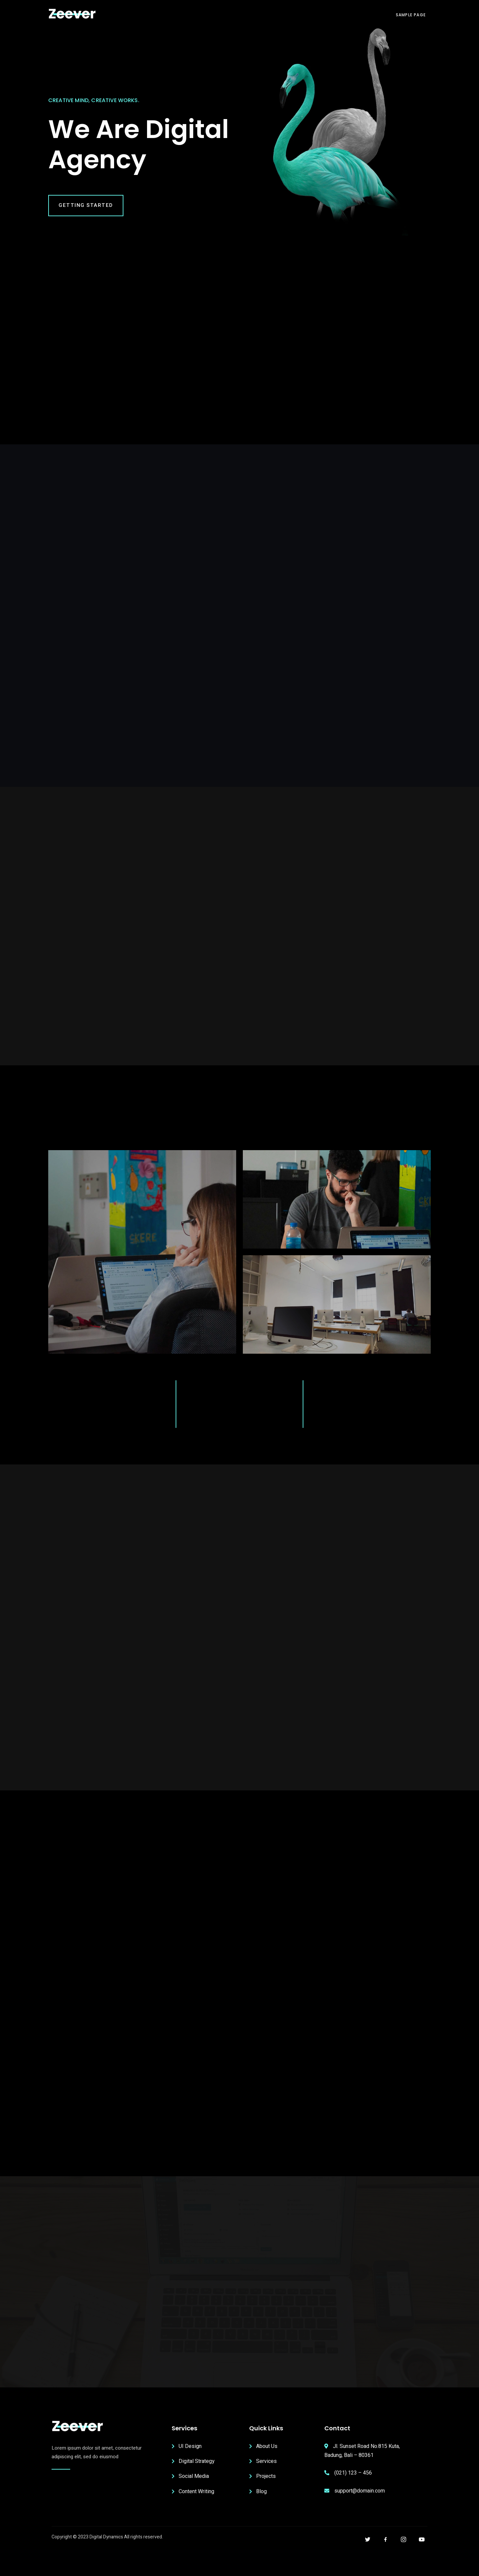 Zeever
SAMPLE PAGE
CREATIVE MIND, CREATIVE WORKS.
We Are Digital
Agency
GETTING STARTED
SKERE
Zeever
Lorem ipsum dolor sit amet, consectetur
adipiscing elit, sed do eiusmod.
Services
UI Design
Digital Strategy
Social Media
Content Writing
Quick Links
About Us
Services
Projects
Blog
Contact
Jl. Sunset Road No 815 Kuta,
Badung, Bali – 80361
(021) 123 – 456
support@domain.com
Copyright © 2023 Digital Dynamics All rights reserved